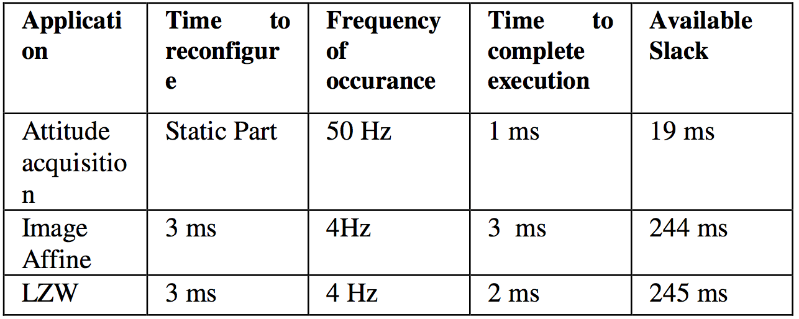 Applicati
on
Time to
reconfigur
e
Frequency
of
occurance
Time to
complete
execution
Available
Slack
Attitude
acquisitio
n
Static Part
50 Hz
1 ms
19 ms
Image
Affine
3 ms
4Hz
3 ms
244 ms
LZW
3 ms
4 Hz
2 ms
245 ms